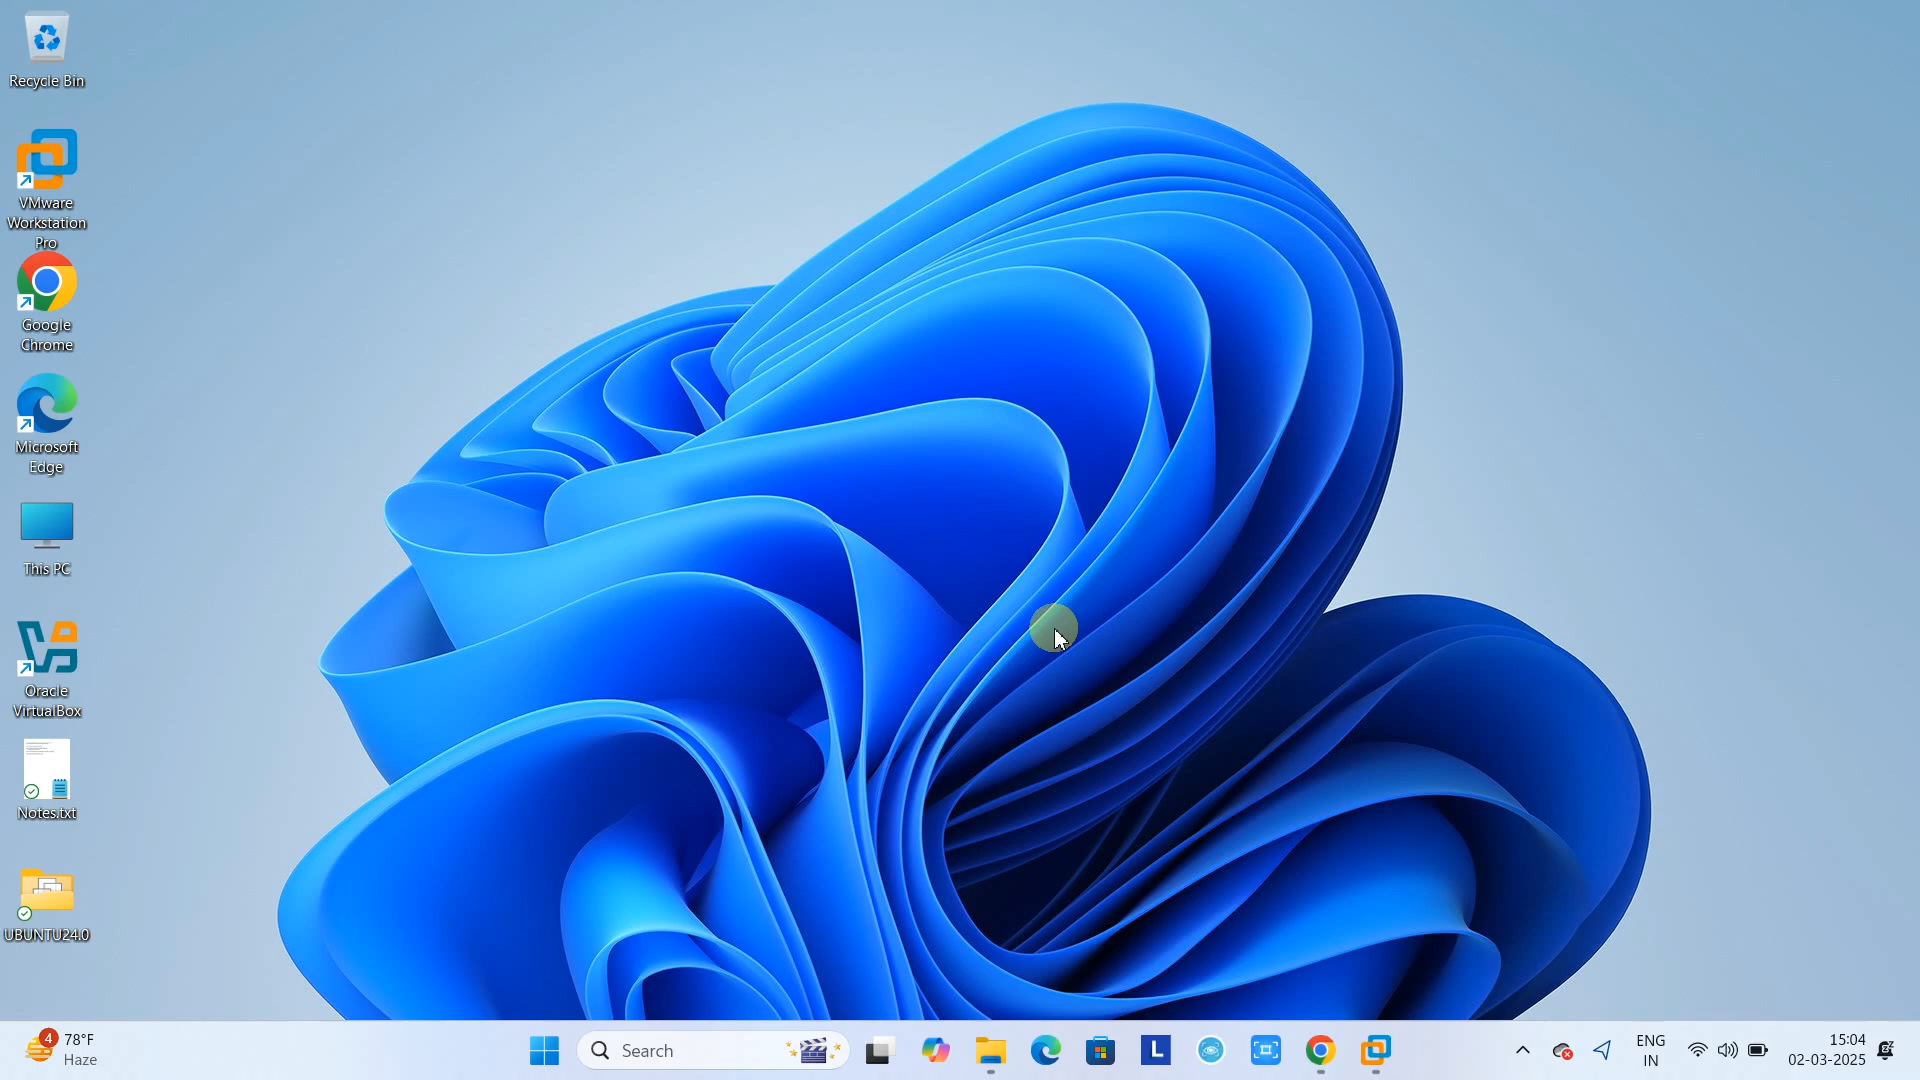 Recycle Bin
VMware
Workstation
Pro
Google
Chrome
Microsoft
Edge
This PC
Oracle
VirtualBox
Notes.txt
UBUNTU24.0
4
78°F
Haze
Search
L
ENG
IN
15:04
02-03-2025